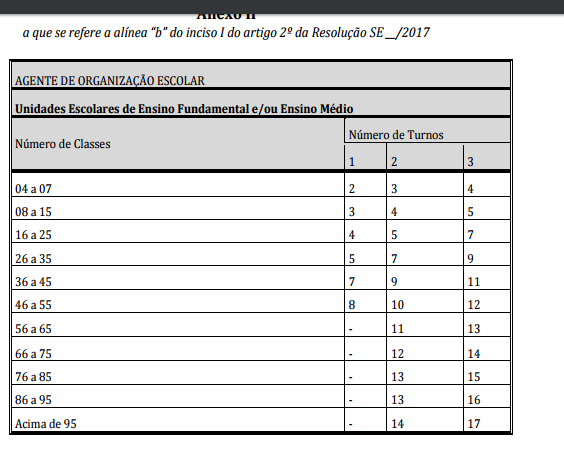 Anexo II
a que se refere a alínea “b” do inciso I do artigo 2º da Resolução SE __/2017
AGENTE DE ORGANIZAÇÃO ESCOLAR
Unidades Escolares de Ensino Fundamental e/ou Ensino Médio
Número de Classes
Número de Turnos
1 2 3
04 a 07 2 3 4
08 a 15 3 4 5
16 a 25 4 5 7
26 a 35 5 7 9
36 a 45 7 9 11
46 a 55 8 10 12
56 a 65 - 11 13
66 a 75 - 12 14
76 a 85 - 13 15
86 a 95 - 13 16
Acima de 95 - 14 17